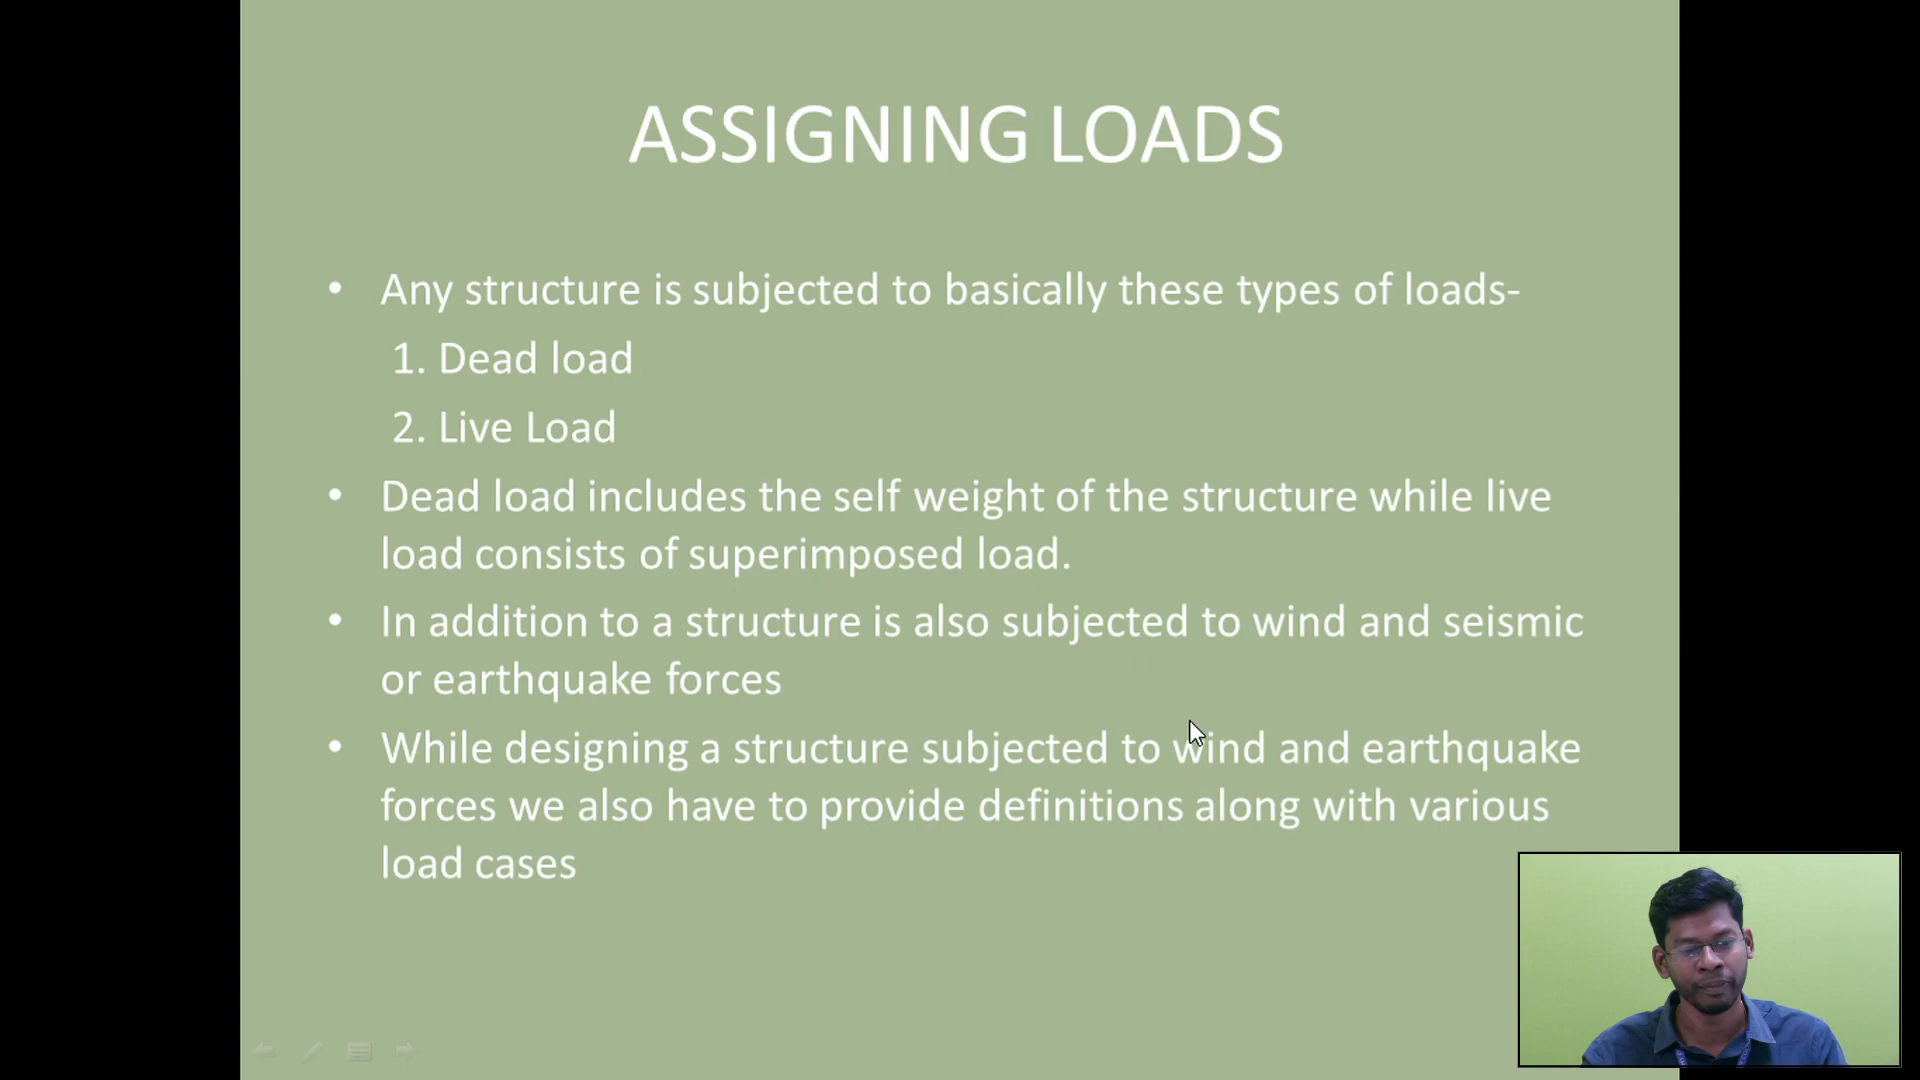 ASSIGNING LOADS
• Any structure is subjected to basically these types of loads-
1. Dead load
2. Live Load
• Dead load includes the self weight of the structure while live
load consists of superimposed load.
• In addition to a structure is also subjected to wind and seismic
or earthquake forces
• While designing a structure subjected to wind and earthquake
forces we also have to provide definitions along with various
load cases